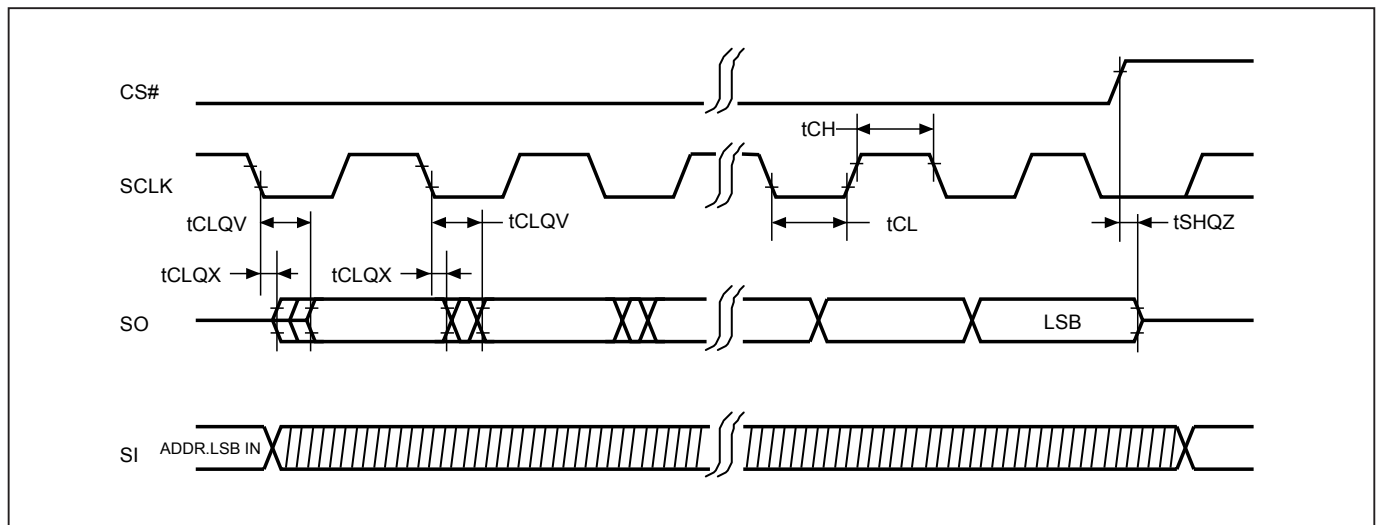 CS#
tCH
SCLK
tCLQV
tCLQV
tCL
tSHQZ
tCLQX
tCLQX
SO
LSB
SI
ADDR.LSB IN